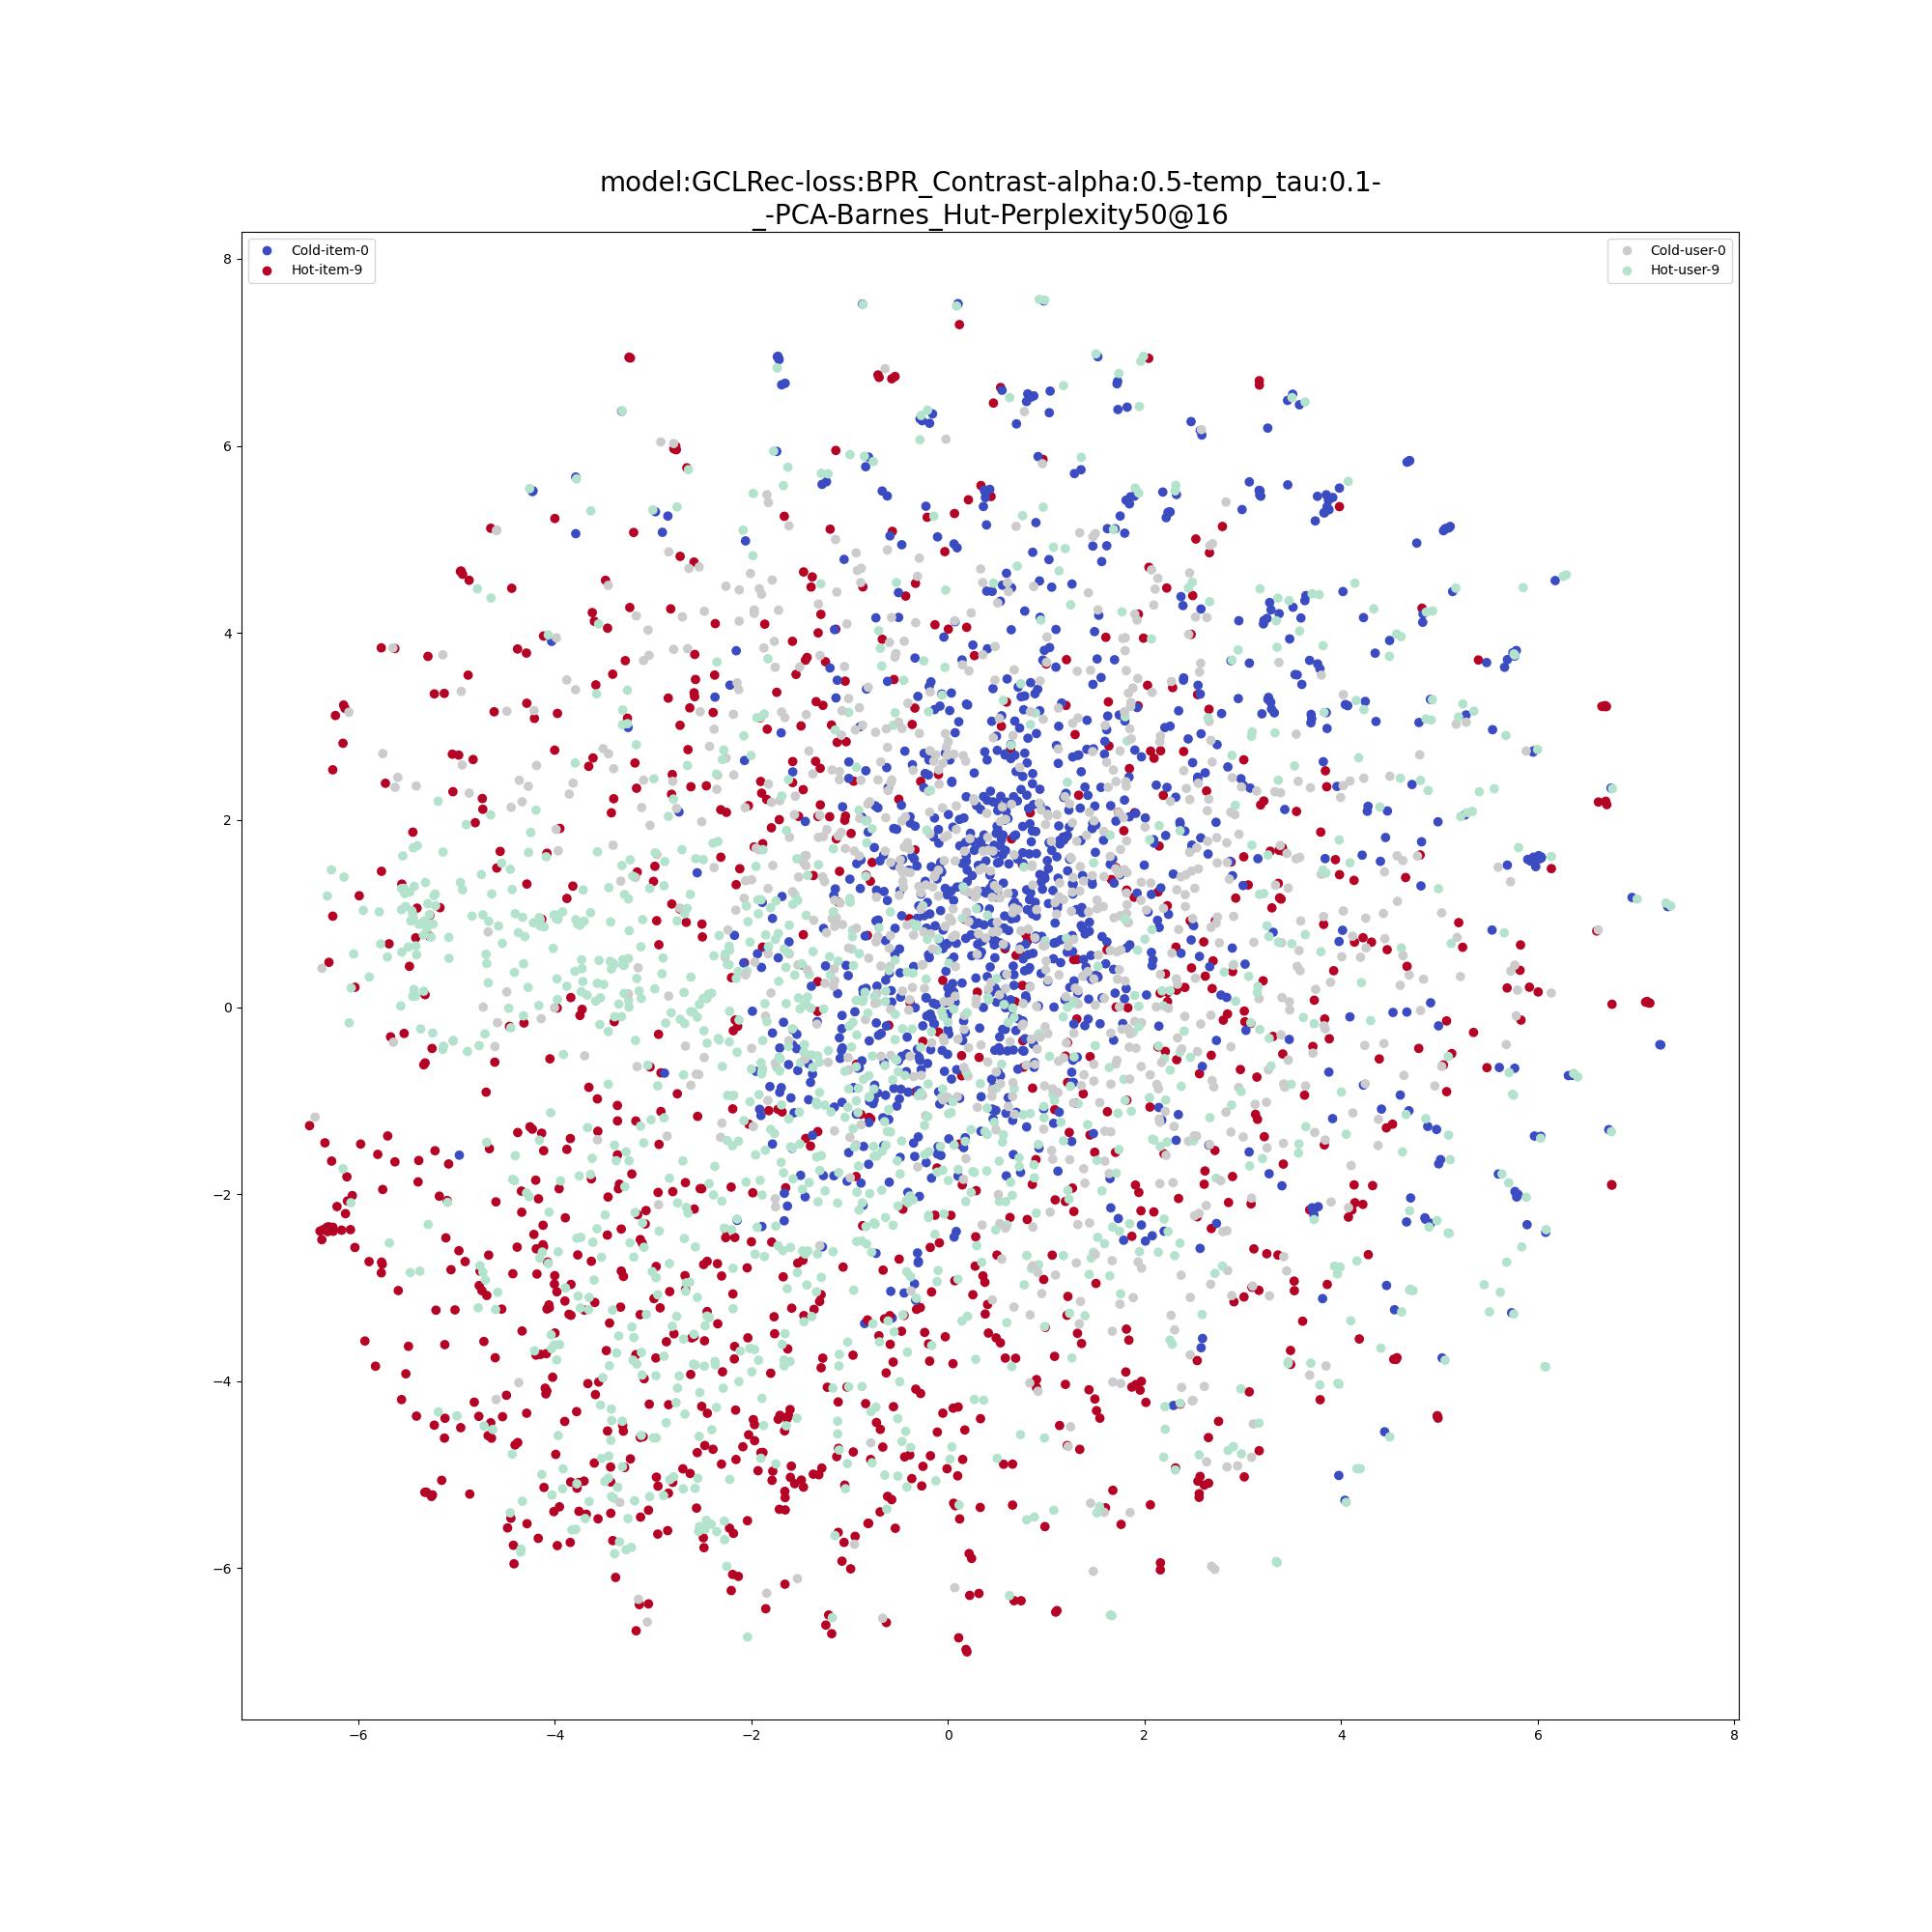 model:GCLRec-loss:BPR_Contrast-alpha:0.5-temp_tau:0.1-
_-PCA-Barnes_Hut-Perplexity50@16
Cold-item-0
Hot-item-9
Cold-user-0
Hot-user-9
8
6
4
2
0
−2
−4
−6
−6 −4 −2 0 2 4 6 8